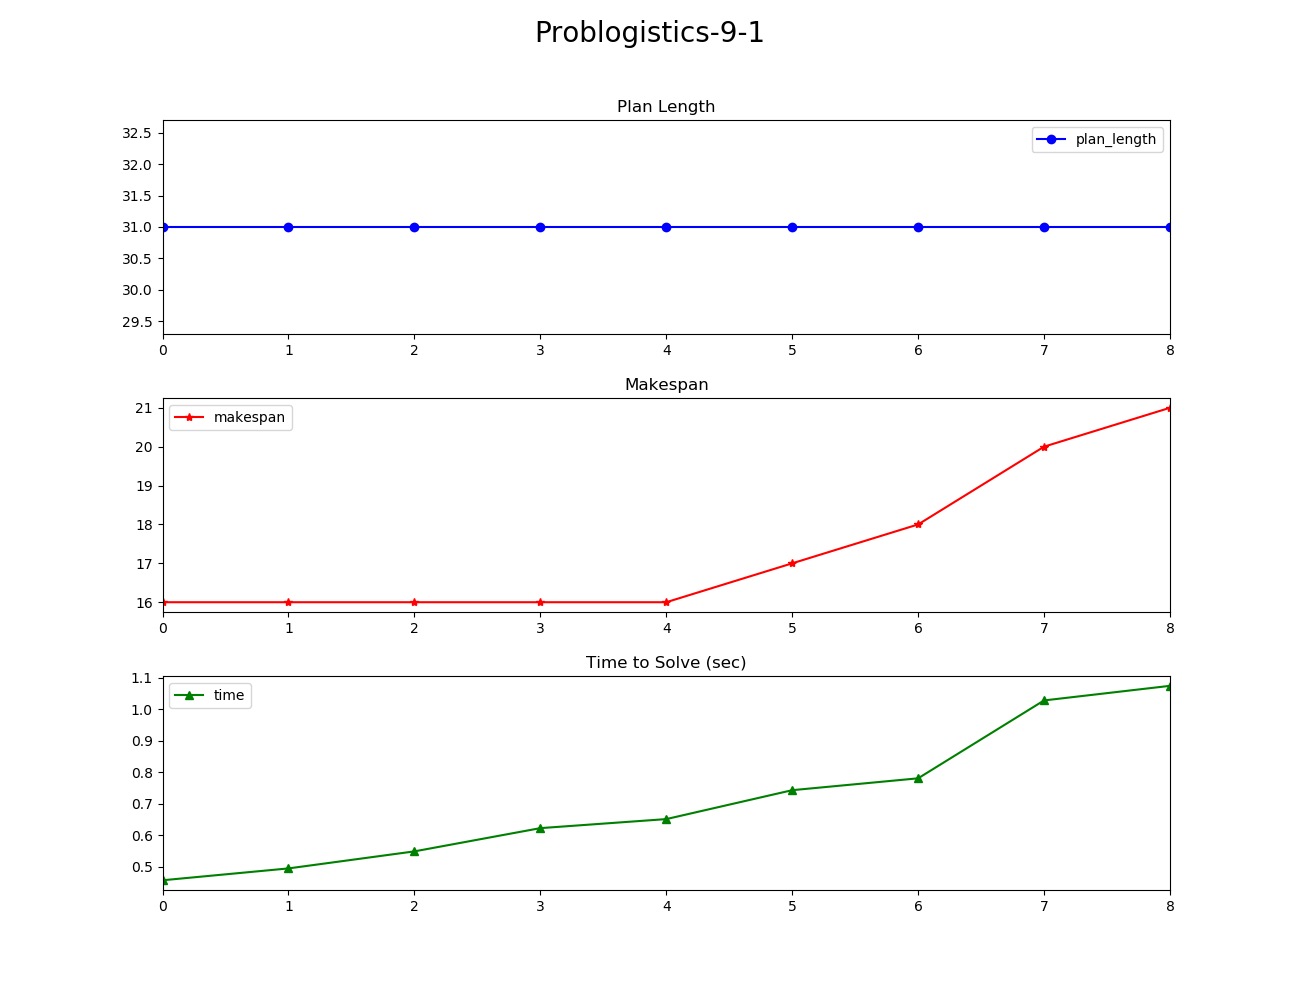 Problogistics-9-1
Plan Length
32.5
32.0
31.5
31.0
30.5
30.0
29.5
plan_length
0 1 2 3 4 5 6 7 8
Makespan
21
20
19
18
17
16
makespan
0 1 2 3 4 5 6 7 8
Time to Solve (sec)
1.1
1.0
0.9
0.8
0.7
0.6
0.5
time
0 1 2 3 4 5 6 7 8